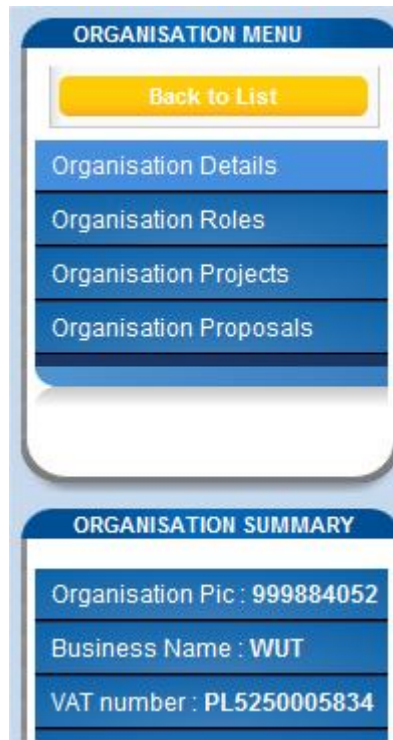 ORGANISATION MENU
Back to List
Organisation Details
Organisation Roles
Organisation Projects
Organisation Proposals
ORGANISATION SUMMARY
Organisation Pic : 999884052
Business Name : WUT
VAT number : PL5250005834